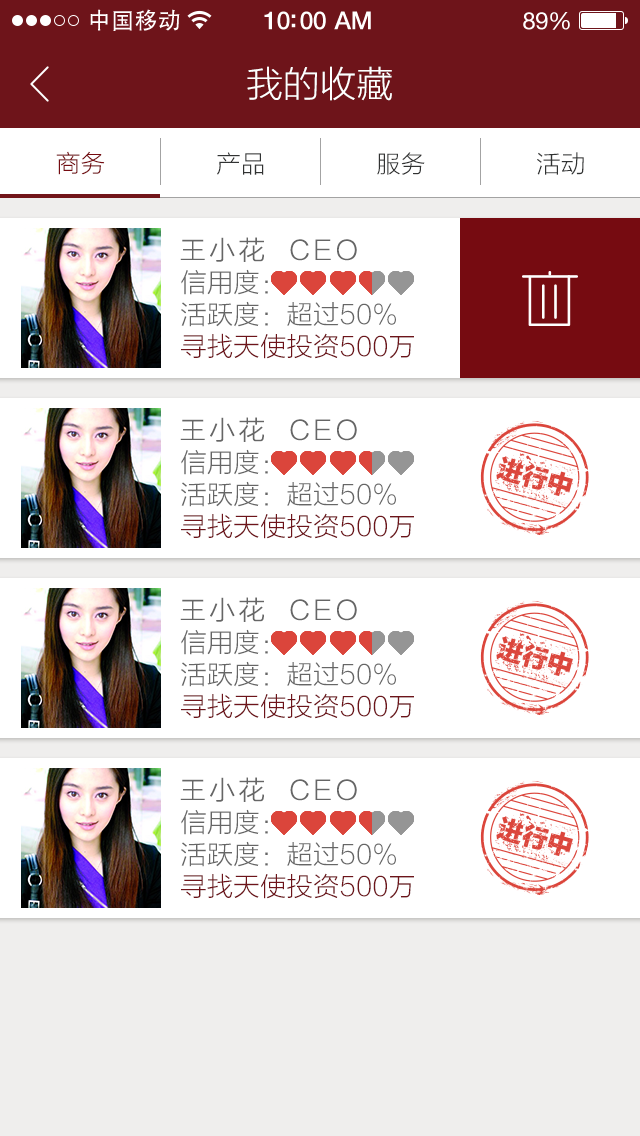 中国移动 10:00 AM 89%
我的收藏
商务 产品 服务 活动
王小花 CEO
信用度:
活跃度: 超过50%
寻找天使投资500万
王小花 CEO
信用度:
活跃度: 超过50%
寻找天使投资500万
进行中
王小花 CEO
信用度:
活跃度: 超过50%
寻找天使投资500万
进行中
王小花 CEO
信用度:
活跃度: 超过50%
寻找天使投资500万
进行中